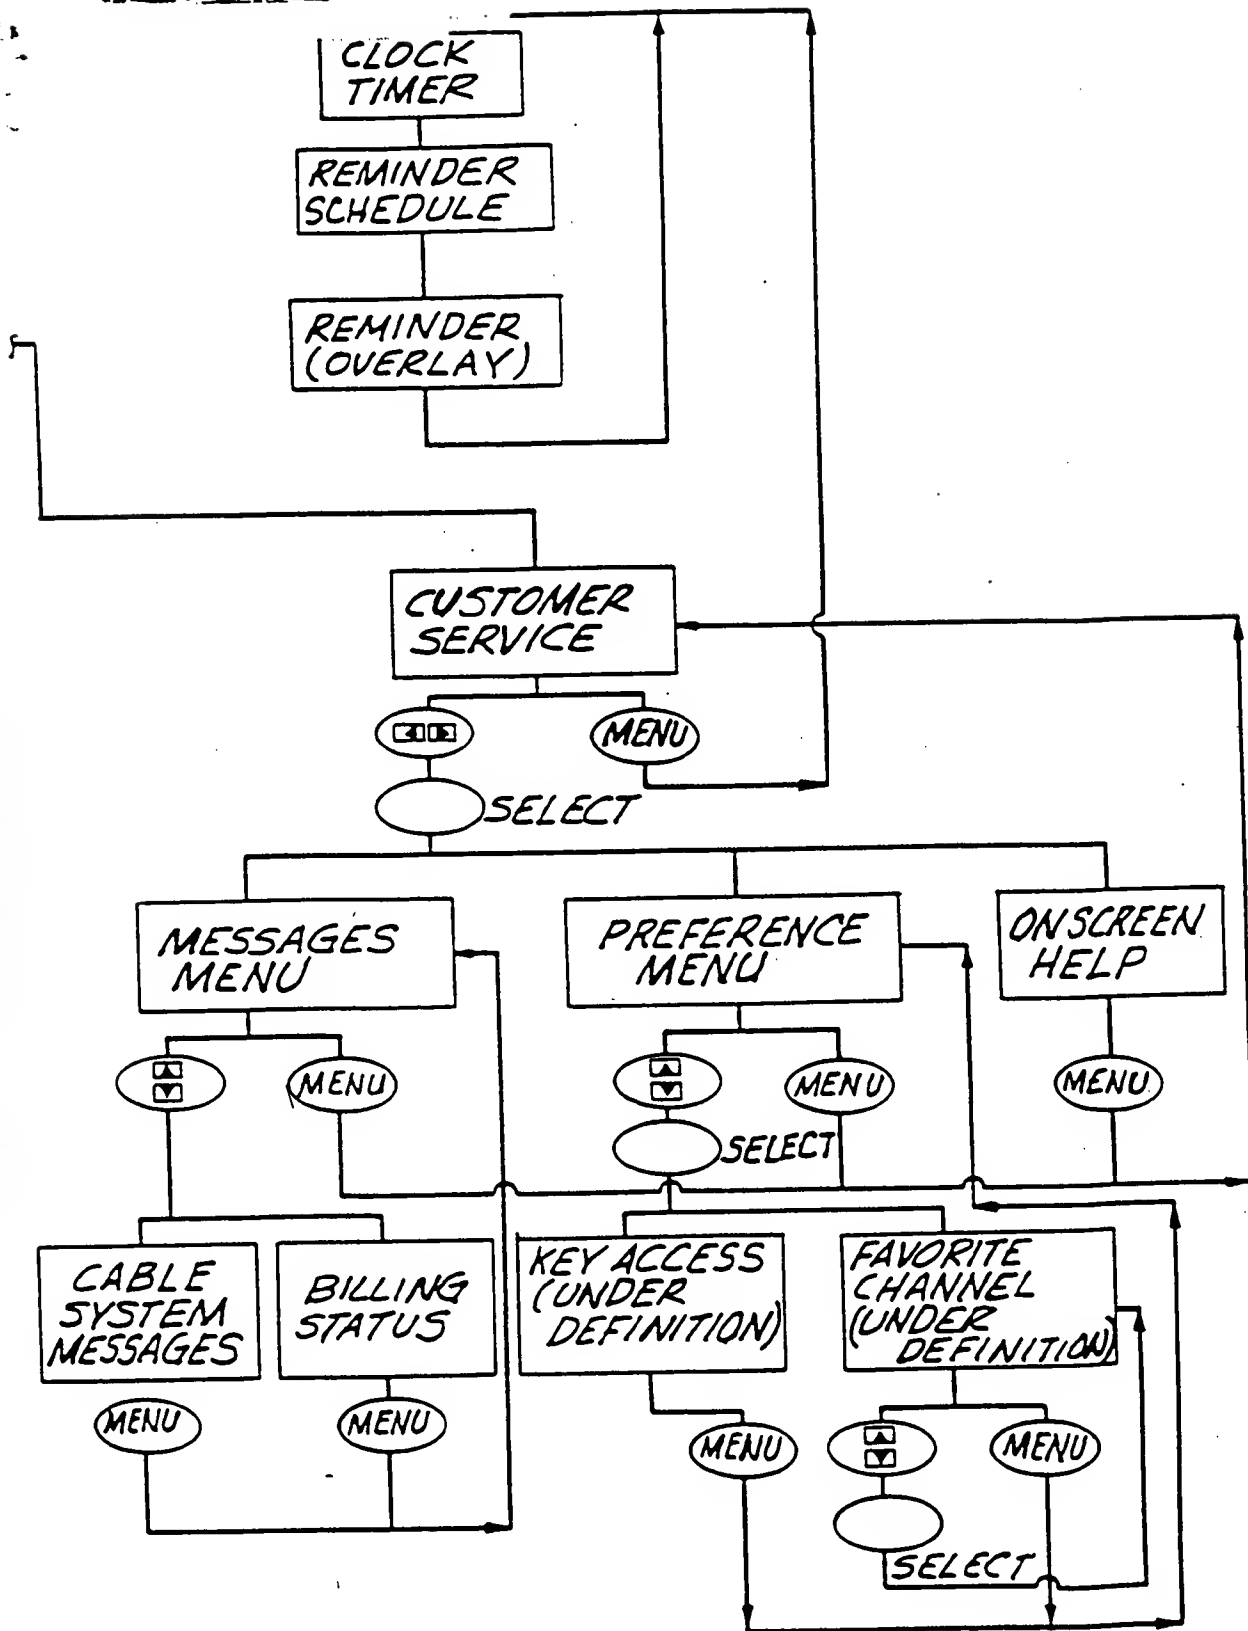 CLOCK
TIMER
REMINDER
SCHEDULE
REMINDER
(OVERLAY)
CUSTOMER
SERVICE
MENU
SELECT
MESSAGES
MENU
PREFERENCE
MENU
ONSCREEN
HELP
MENU
MENU
MENU
SELECT
CABLE
SYSTEM
MESSAGES
BILLING
STATUS
KEY ACCESS
(UNDER
DEFINITION)
FAVORITE
CHANNEL
(UNDER
DEFINITION)
MENU
MENU
MENU
MENU
SELECT